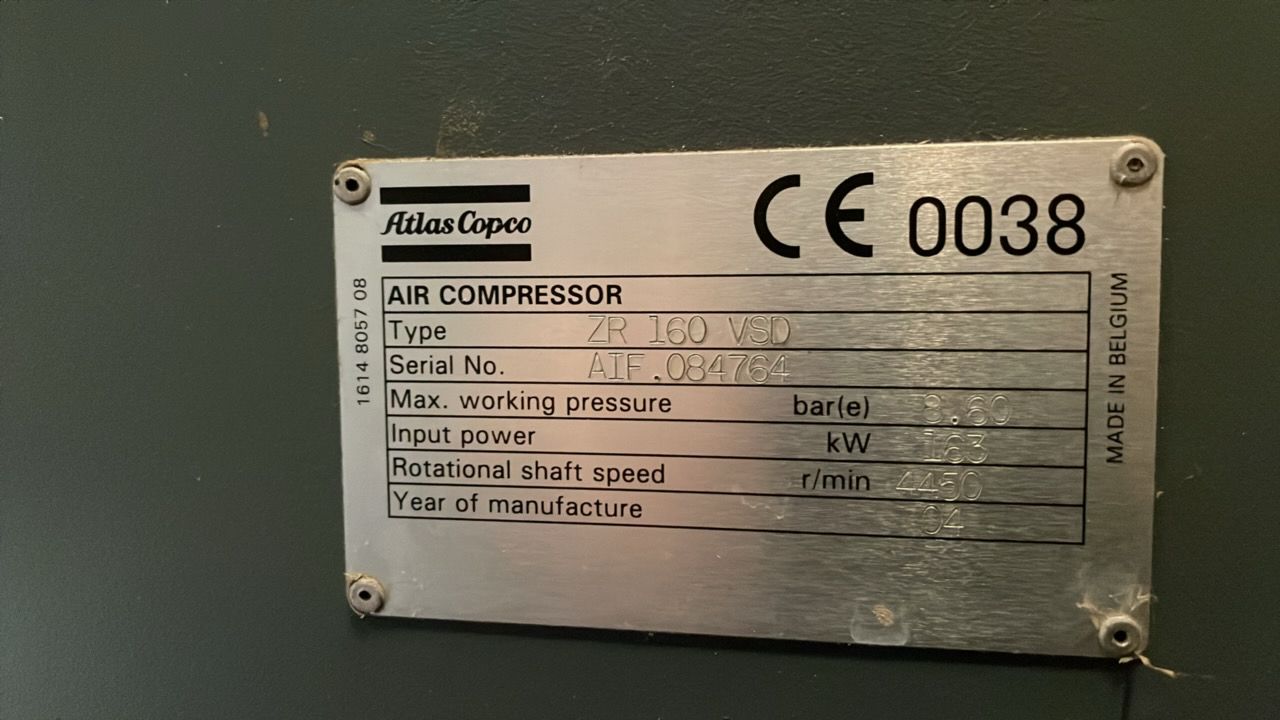 Atlas Copco
CE 0038
AIR COMPRESSOR
Type ZR 160 VSD
Serial No. AIF.084764
Max. working pressure bar(e) 8.60
Input power kW 163
Rotational shaft speed r/min 4450
Year of manufacture 04
1614 8057 08
MADE IN BELGIUM